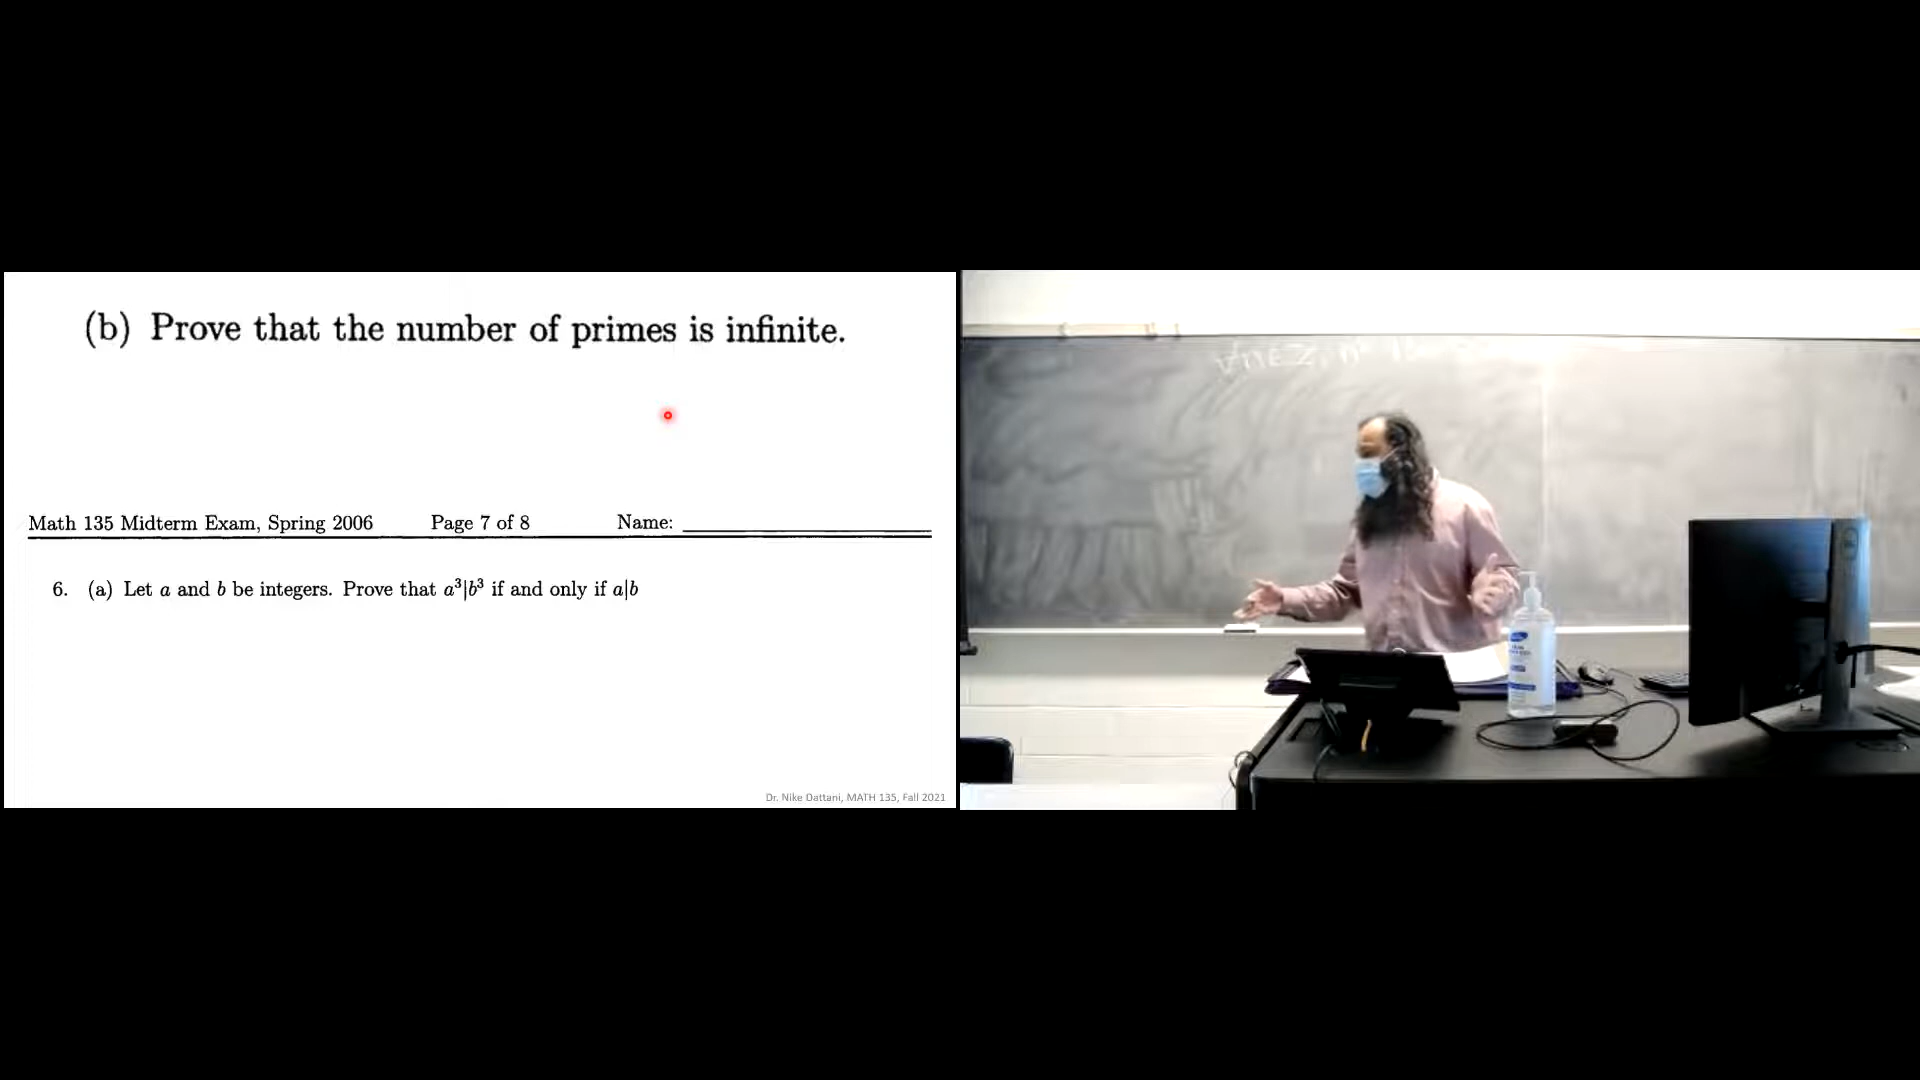 (b) Prove that the number of primes is infinite.
Math 135 Midterm Exam, Spring 2006 Page 7 of 8 Name:
6. (a) Let a and b be integers. Prove that a³|b³ if and only if a|b
Dr. Nike Dattani, MATH 135, Fall 2021
∀n∈Z, n²